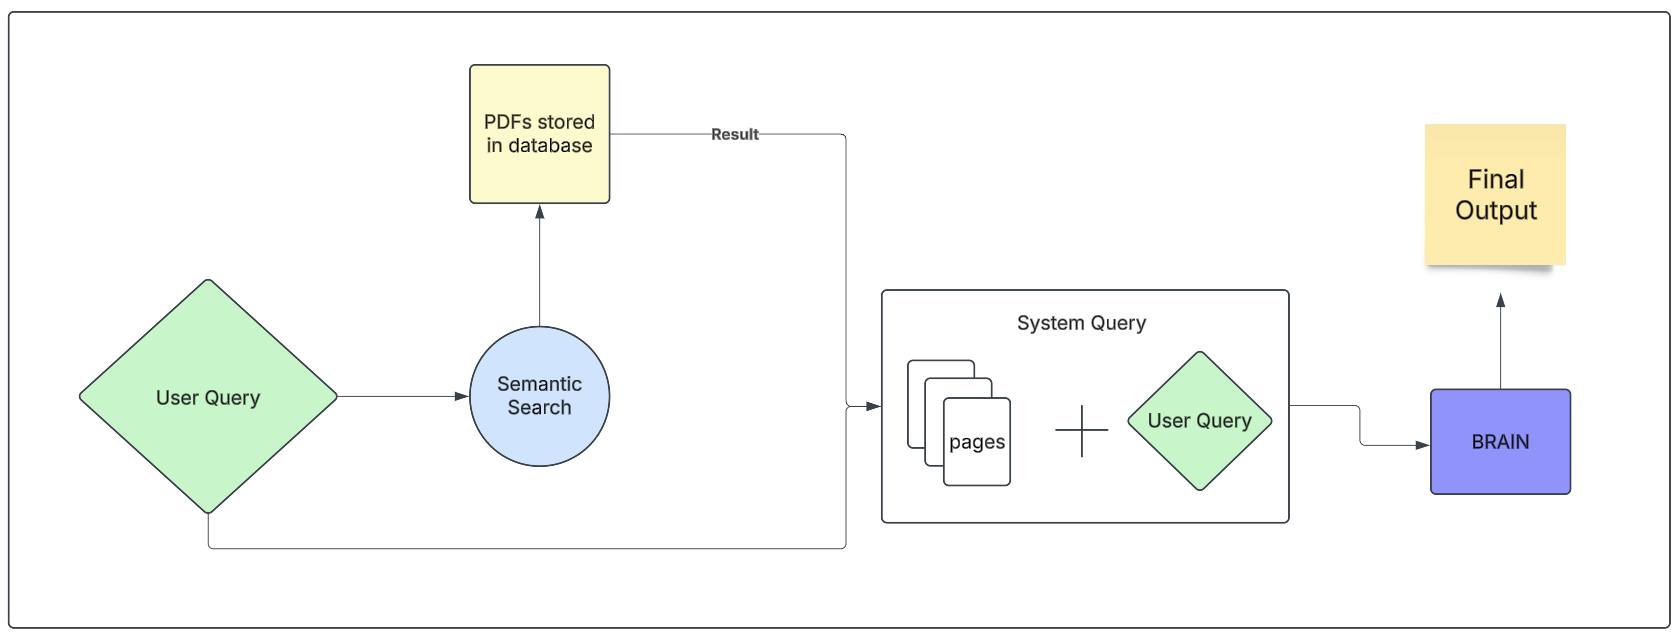 PDFs stored
in database
Result
Final
Output
User Query
Semantic
Search
System Query
pages
User Query
BRAIN